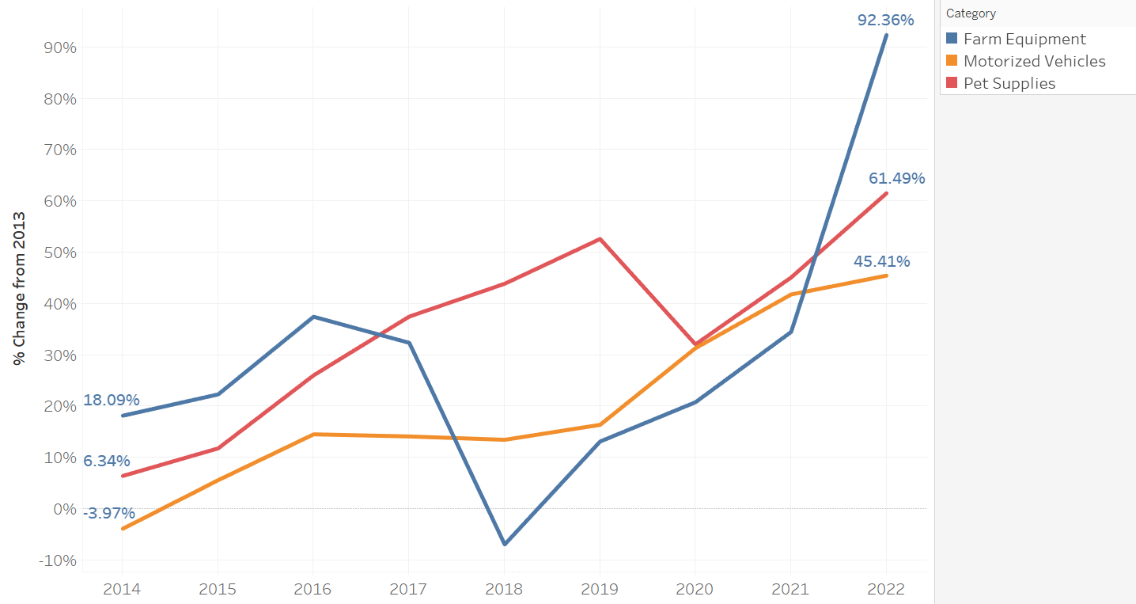 92.36%
Category
Farm Equipment
Motorized Vehicles
Pet Supplies
90%
80%
70%
61.49%
60%
50%
45.41%
40%
30%
20%
18.09%
10%
6.34%
0%
-3.97%
-10%
% Change from 2013
2014 2015 2016 2017 2018 2019 2020 2021 2022